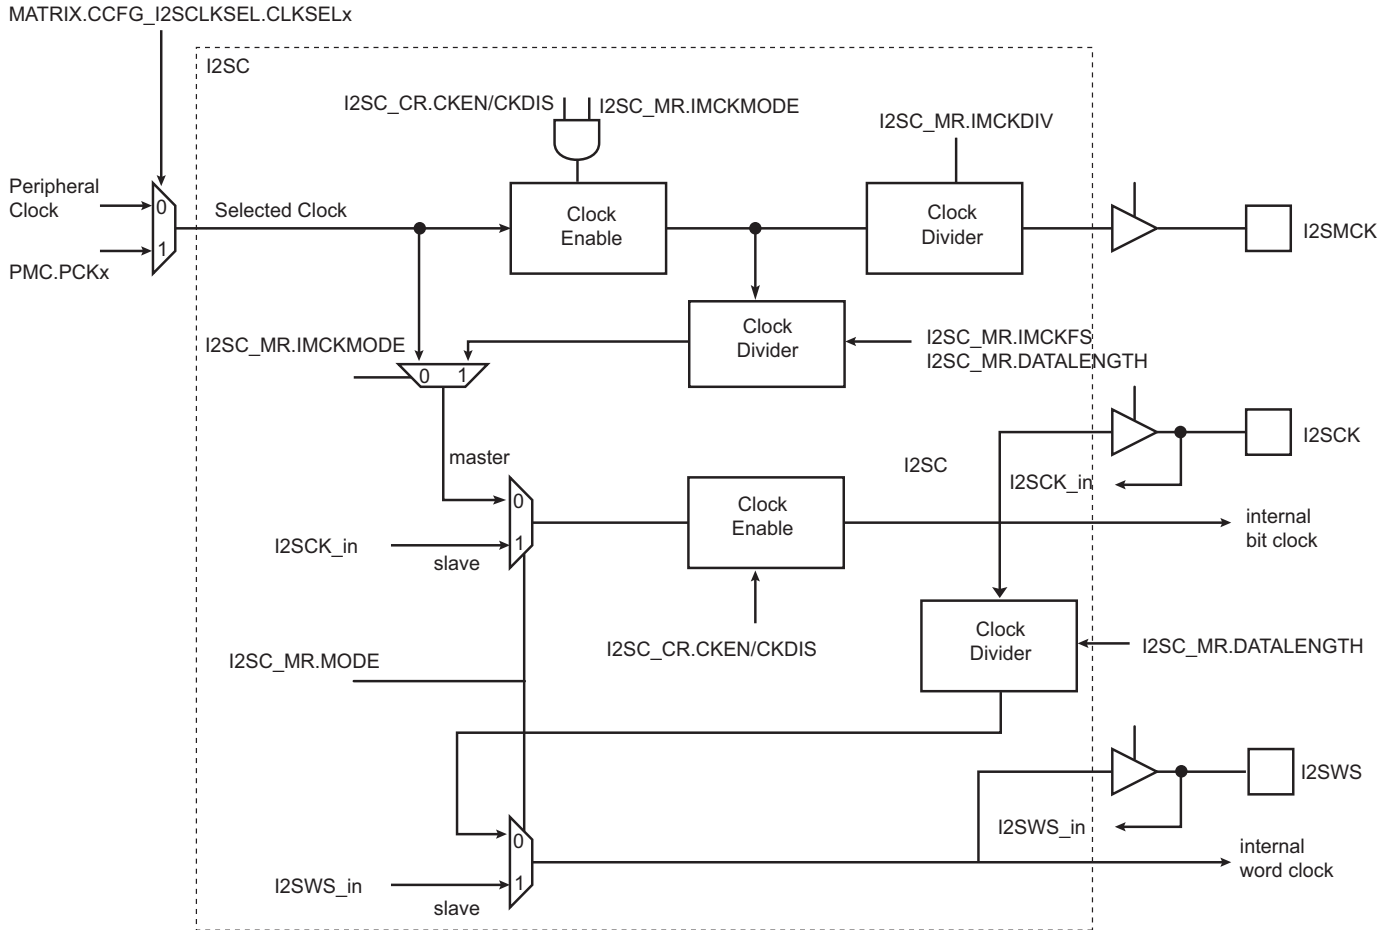 MATRIX.CCFG_I2SCLKSEL.CLKSELx
I2SC
I2SC_CR.CKEN/CKDIS
I2SC_MR.IMCKMODE
I2SC_MR.IMCKDIV
Peripheral
Clock
0
1
PMC.PCKx
Selected Clock
Clock
Enable
Clock
Divider
I2SMCK
Clock
Divider
I2SC_MR.IMCKFS
I2SC_MR.DATALENGTH
I2SC_MR.IMCKMODE
0 1
master
I2SC
I2SCK
I2SCK_in
0
1
I2SCK_in
slave
Clock
Enable
internal
bit clock
I2SC_CR.CKEN/CKDIS
Clock
Divider
I2SC_MR.DATALENGTH
I2SC_MR.MODE
I2SWS
I2SWS_in
0
1
I2SWS_in
slave
internal
word clock